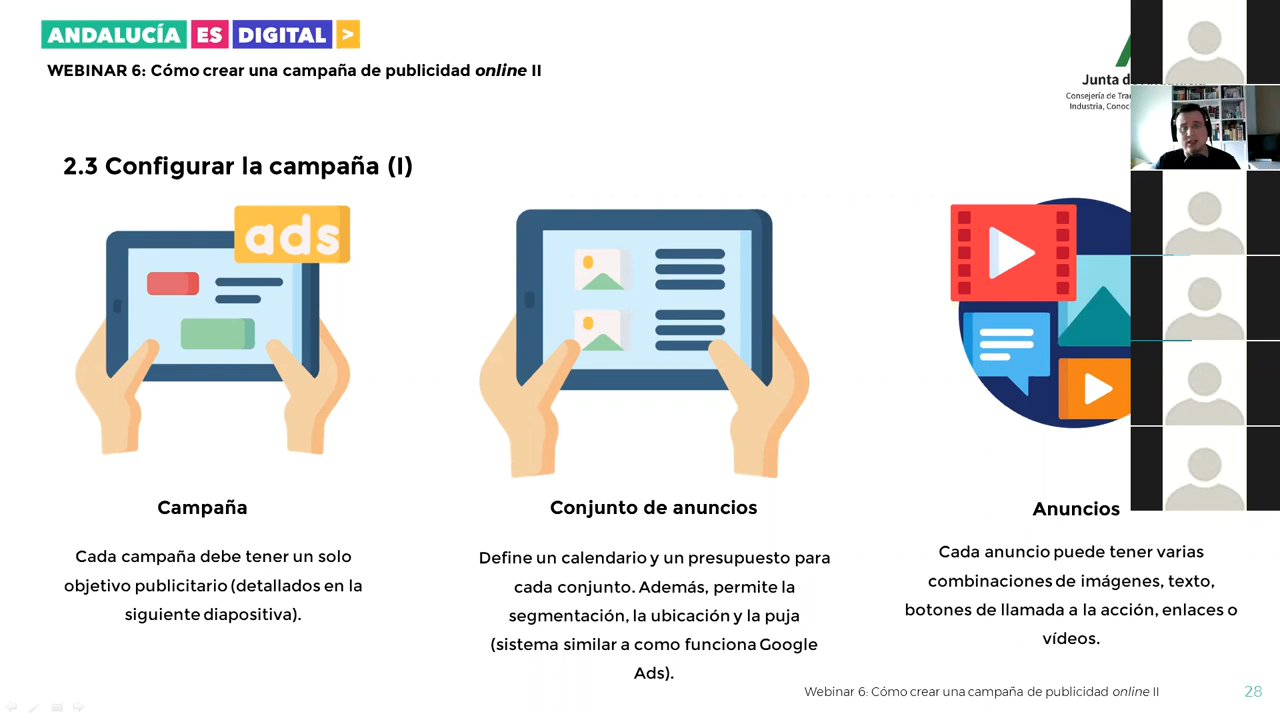 ANDALUCÍA ES DIGITAL >
WEBINAR 6: Cómo crear una campaña de publicidad online II
Junta de
Consejería de
Industria,
2.3 Configurar la campaña (I)
ads
Campaña
Cada campaña debe tener un solo
objetivo publicitario (detallados en la
siguiente diapositiva).
Conjunto de anuncios
Define un calendario y un presupuesto para
cada conjunto. Además, permite la
segmentación, la ubicación y la puja
(sistema similar a como funciona Google
Ads).
Anuncios
Cada anuncio puede tener varias
combinaciones de imágenes, texto,
botones de llamada a la acción, enlaces o
vídeos.
Webinar 6: Cómo crear una campaña de publicidad online II
28